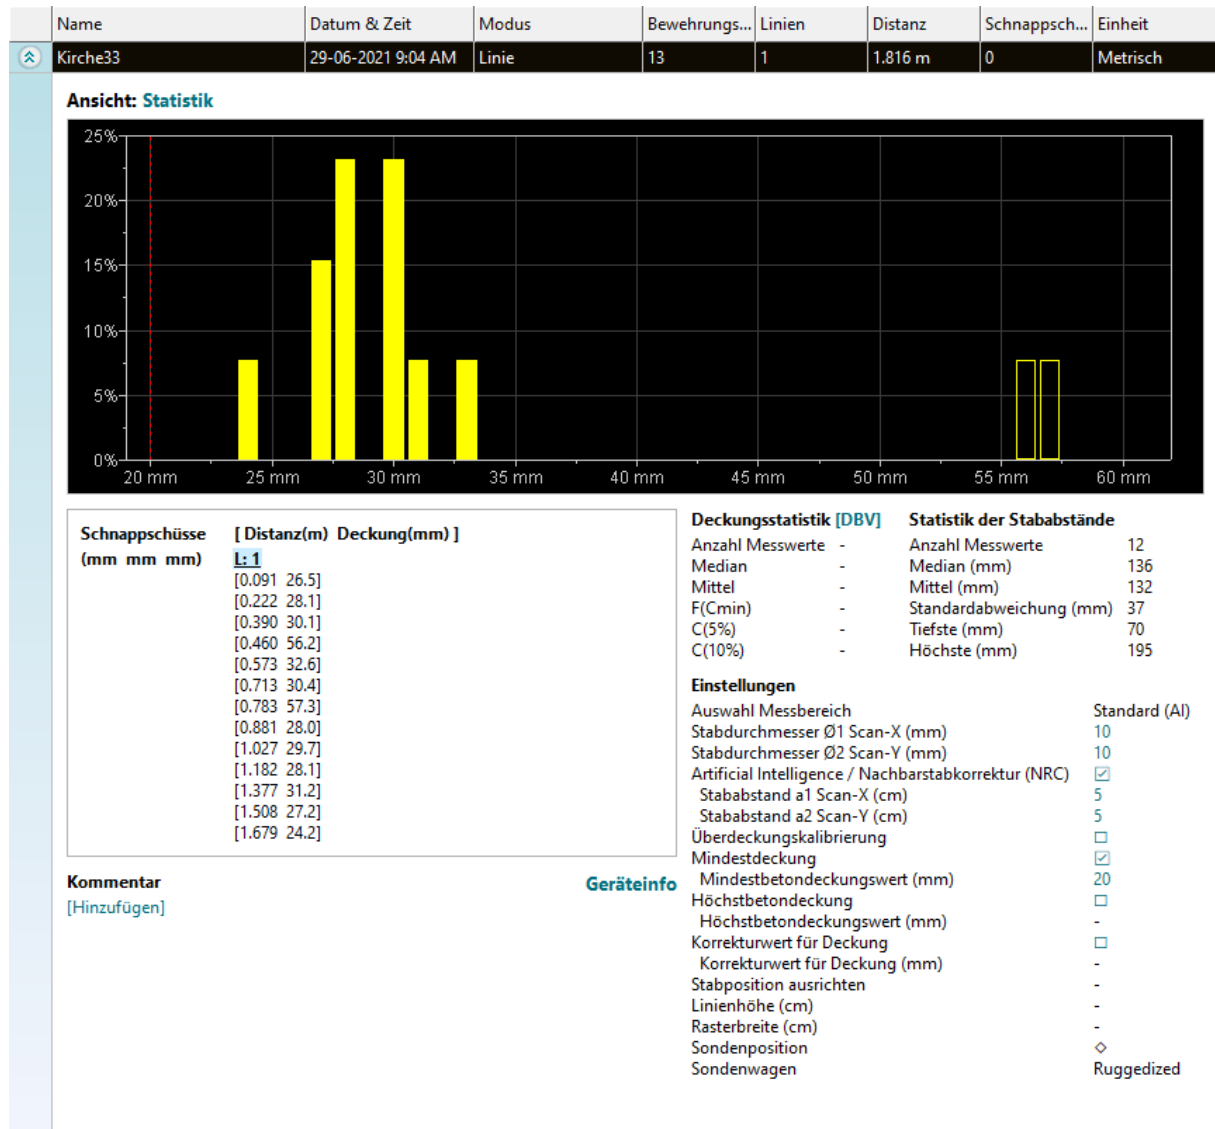 Name Datum & Zeit Modus Bewehrungs... Linien Distanz Schnappsch... Einheit
Kirche33 29-06-2021 9:04 AM Linie 13 1 1.816 m 0 Metrisch
Ansicht: Statistik
25%
20%
15%
10%
5%
0%
20 mm 25 mm 30 mm 35 mm 40 mm 45 mm 50 mm 55 mm 60 mm
Schnappschüsse [ Distanz(m) Deckung(mm) ]
(mm mm mm) L: 1
[0.091 26.5]
[0.222 28.1]
[0.390 30.1]
[0.460 56.2]
[0.573 32.6]
[0.713 30.4]
[0.783 57.3]
[0.881 28.0]
[1.027 29.7]
[1.182 28.1]
[1.377 31.2]
[1.508 27.2]
[1.679 24.2]
Kommentar
[Hinzufügen]
Geräteinfo
Deckungsstatistik [DBV]
Anzahl Messwerte -
Median -
Mittel -
F(Cmin) -
C(5%) -
C(10%) -
Statistik der Stababstände
Anzahl Messwerte 12
Median (mm) 136
Mittel (mm) 132
Standardabweichung (mm) 37
Tiefste (mm) 70
Höchste (mm) 195
Einstellungen
Auswahl Messbereich Standard (AI)
Stabdurchmesser Ø1 Scan-X (mm) 10
Stabdurchmesser Ø2 Scan-Y (mm) 10
Artificial Intelligence / Nachbarstabkorrektur (NRC)
Stababstand a1 Scan-X (cm) 5
Stababstand a2 Scan-Y (cm) 5
Überdeckungskalibrierung
Mindestdeckung
Mindestbetondeckungswert (mm) 20
Höchstbetondeckung
Höchstbetondeckungswert (mm) -
Korrekturwert für Deckung
Korrekturwert für Deckung (mm) -
Stabposition ausrichten -
Linienhöhe (cm) -
Rasterbreite (cm) -
Sondenposition
Sondenwagen Ruggedized